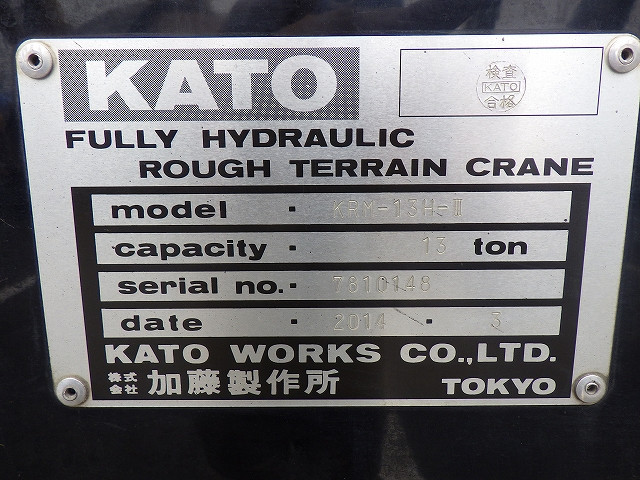 KATO
検査
KATO
合格
FULLY HYDRAULIC
ROUGH TERRAIN CRANE
model · KRM-13H-Ⅱ
capacity · 13 ton
serial no.· 7810148
date · 2014 · 3
KATO WORKS CO.,LTD.
株式会社 加藤製作所 TOKYO